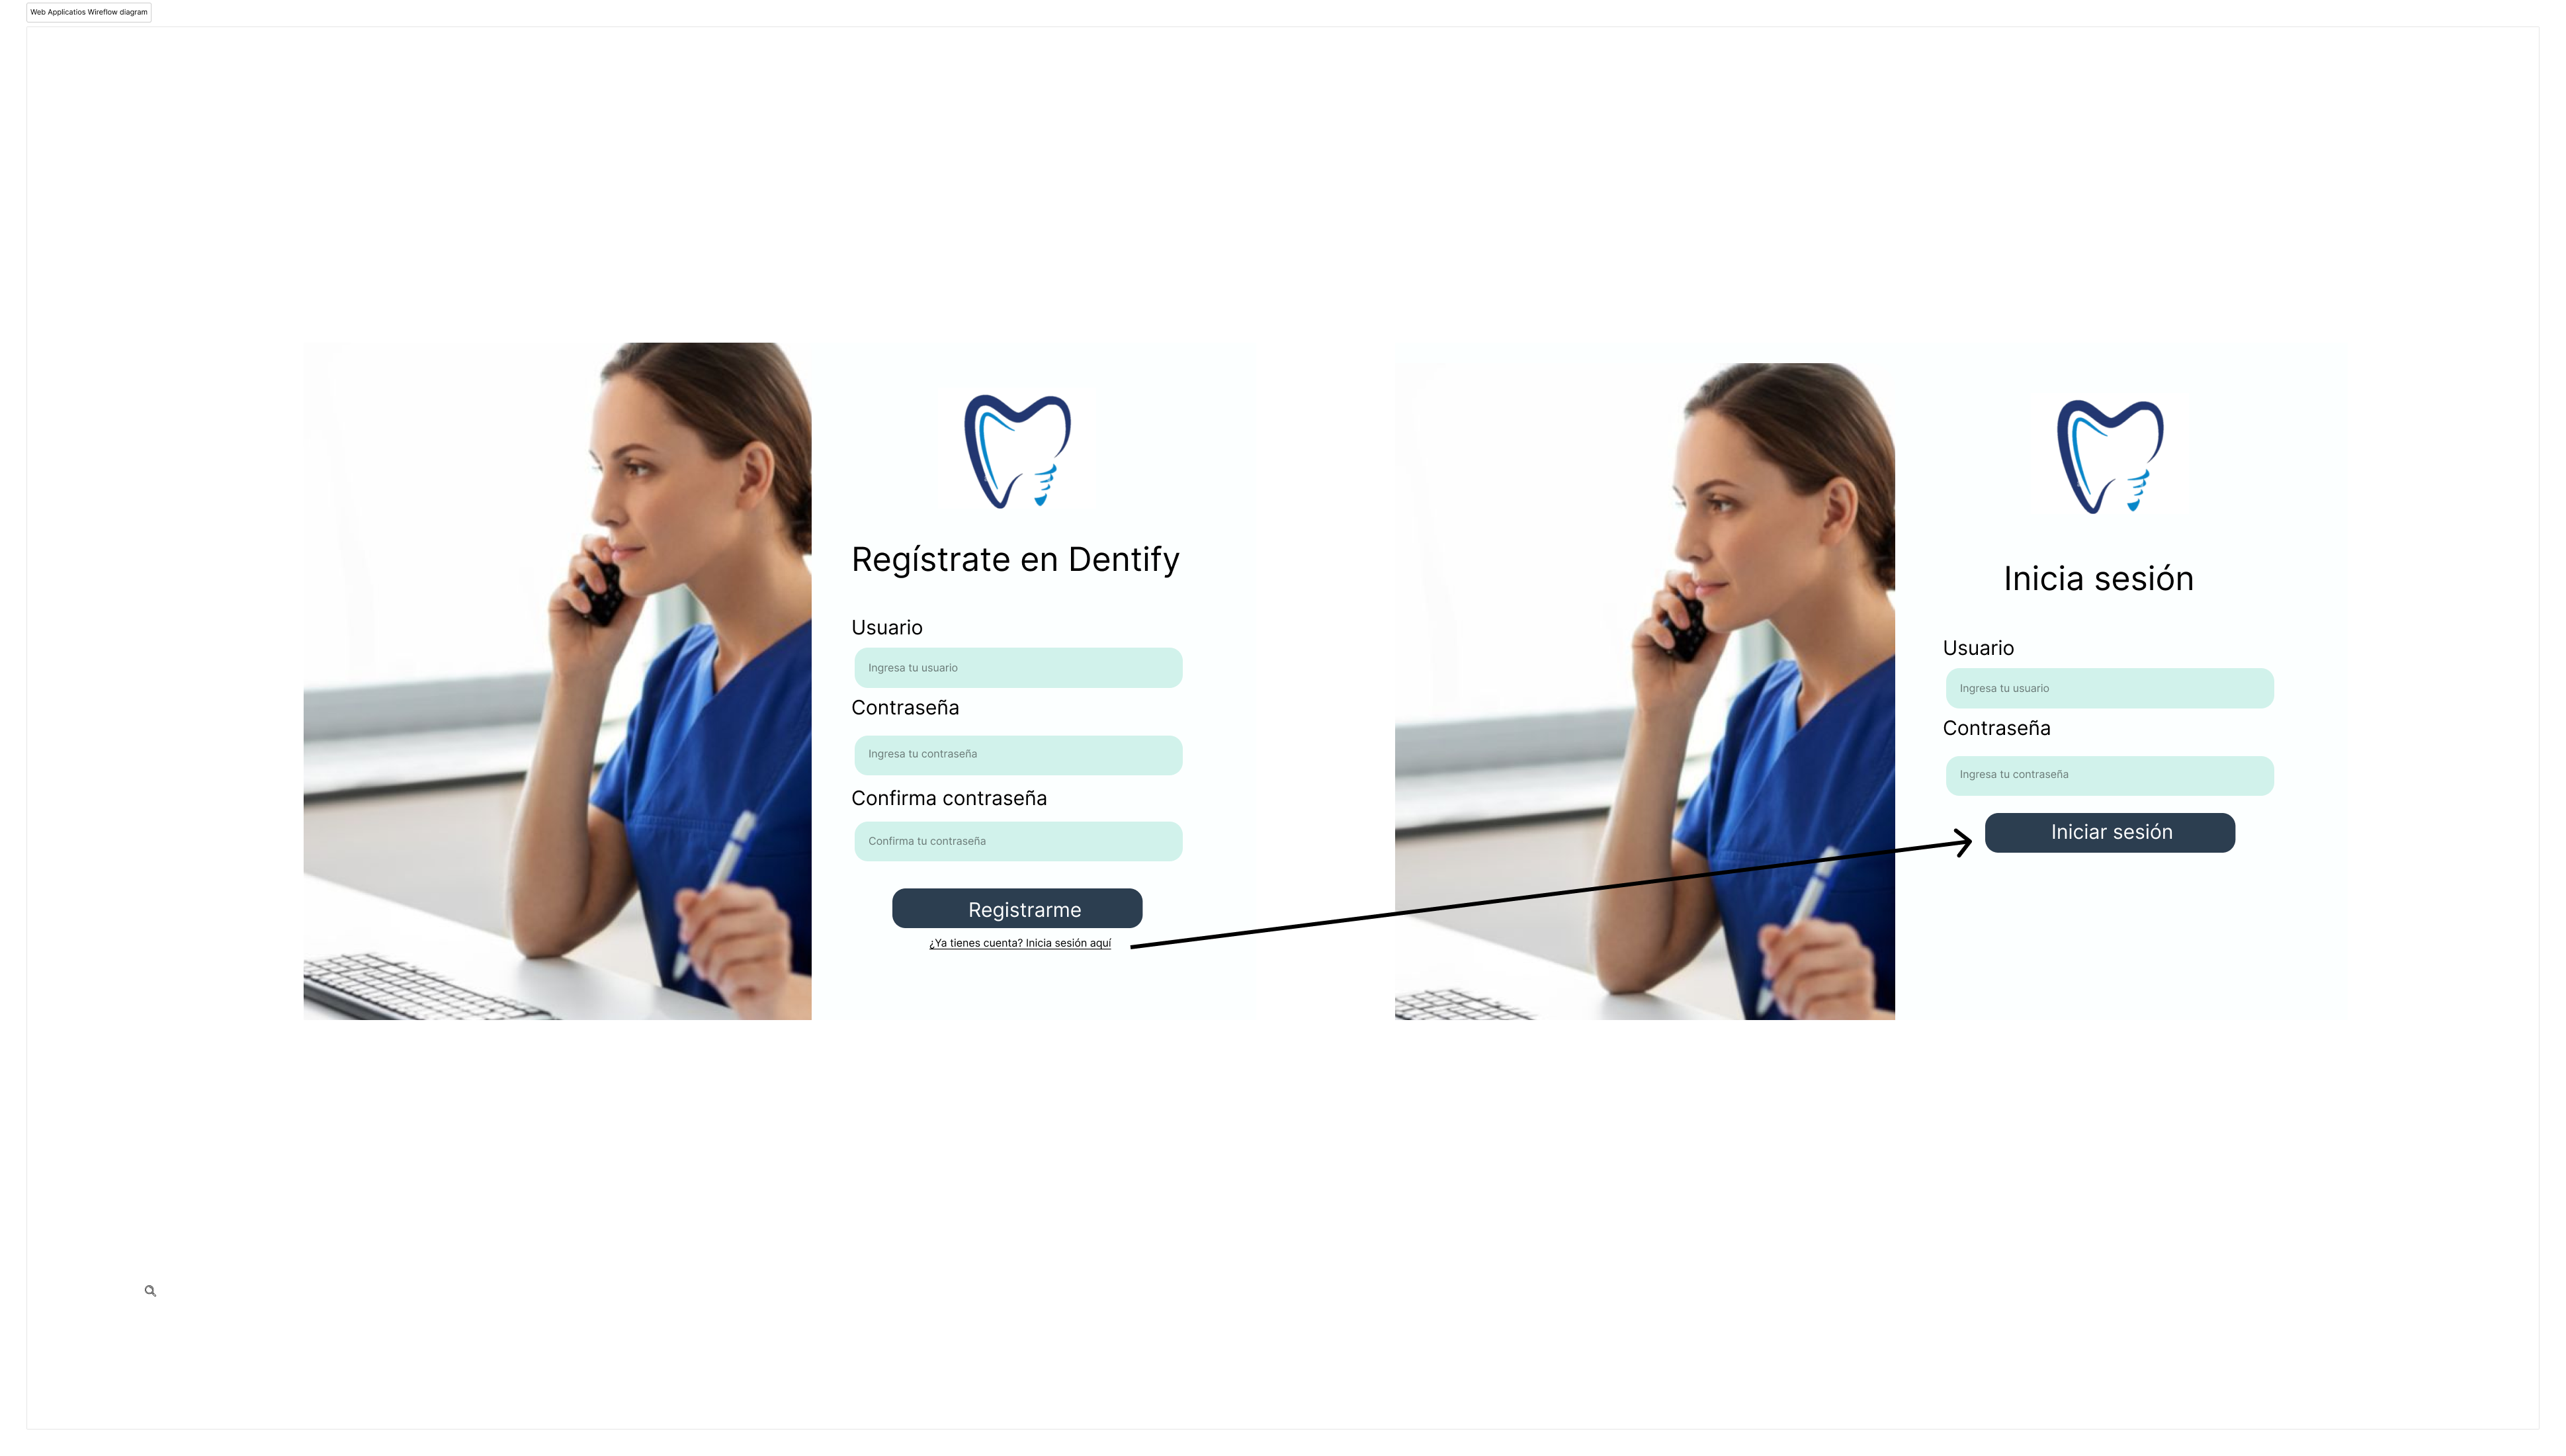 Web Applicatios Wireflow diagram
Regístrate en Dentify
Usuario
Ingresa tu usuario
Contraseña
Ingresa tu contraseña
Confirma contraseña
Confirma tu contraseña
Registrarme
¿Ya tienes cuenta? Inicia sesión aquí
Inicia sesión
Usuario
Ingresa tu usuario
Contraseña
Ingresa tu contraseña
Iniciar sesión